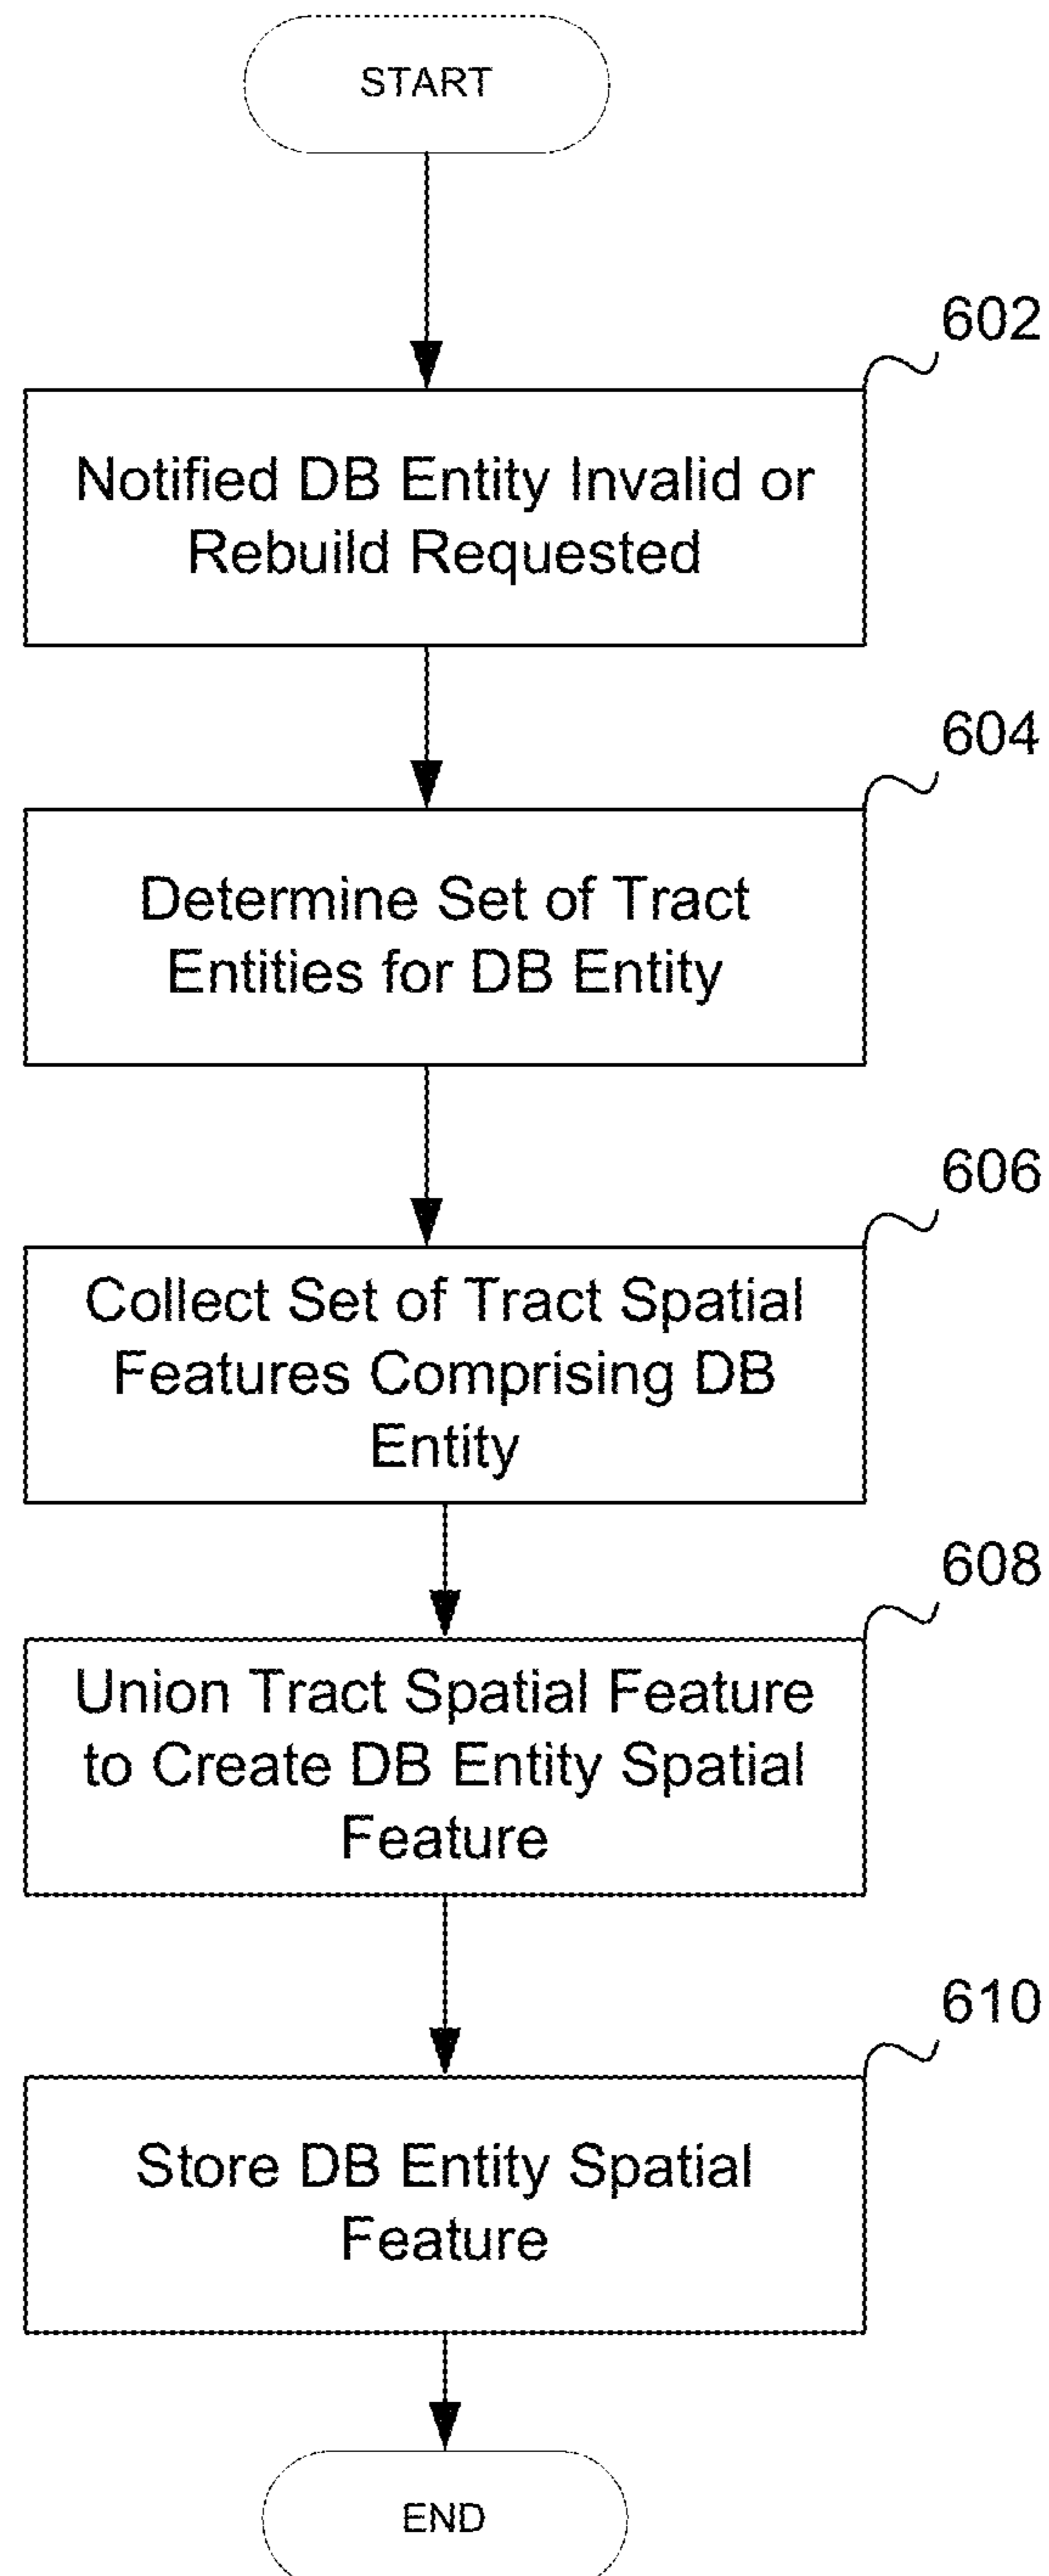 START
602
Notified DB Entity Invalid or
Rebuild Requested
604
Determine Set of Tract
Entities for DB Entity
606
Collect Set of Tract Spatial
Features Comprising DB
Entity
608
Union Tract Spatial Feature
to Create DB Entity Spatial
Feature
610
Store DB Entity Spatial
Feature
END